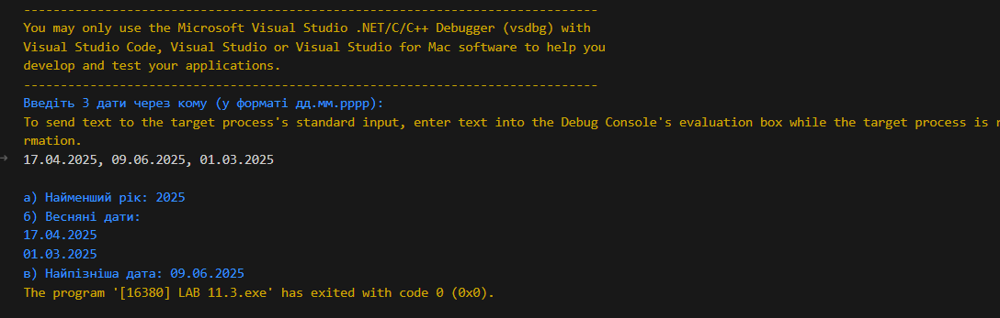 --------------------------------------------------------------------------------
You may only use the Microsoft Visual Studio .NET/C/C++ Debugger (vsdbg) with
Visual Studio Code, Visual Studio or Visual Studio for Mac software to help you
develop and test your applications.
--------------------------------------------------------------------------------
Введіть 3 дати через кому (у форматі дд.мм.рррр):
To send text to the target process's standard input, enter text into the Debug Console's evaluation box while the target process is
rmation.
→ 17.04.2025, 09.06.2025, 01.03.2025
а) Найменший рік: 2025
б) Весняні дати:
17.04.2025
01.03.2025
в) Найпізніша дата: 09.06.2025
The program '[16380] LAB 11.3.exe' has exited with code 0 (0x0).